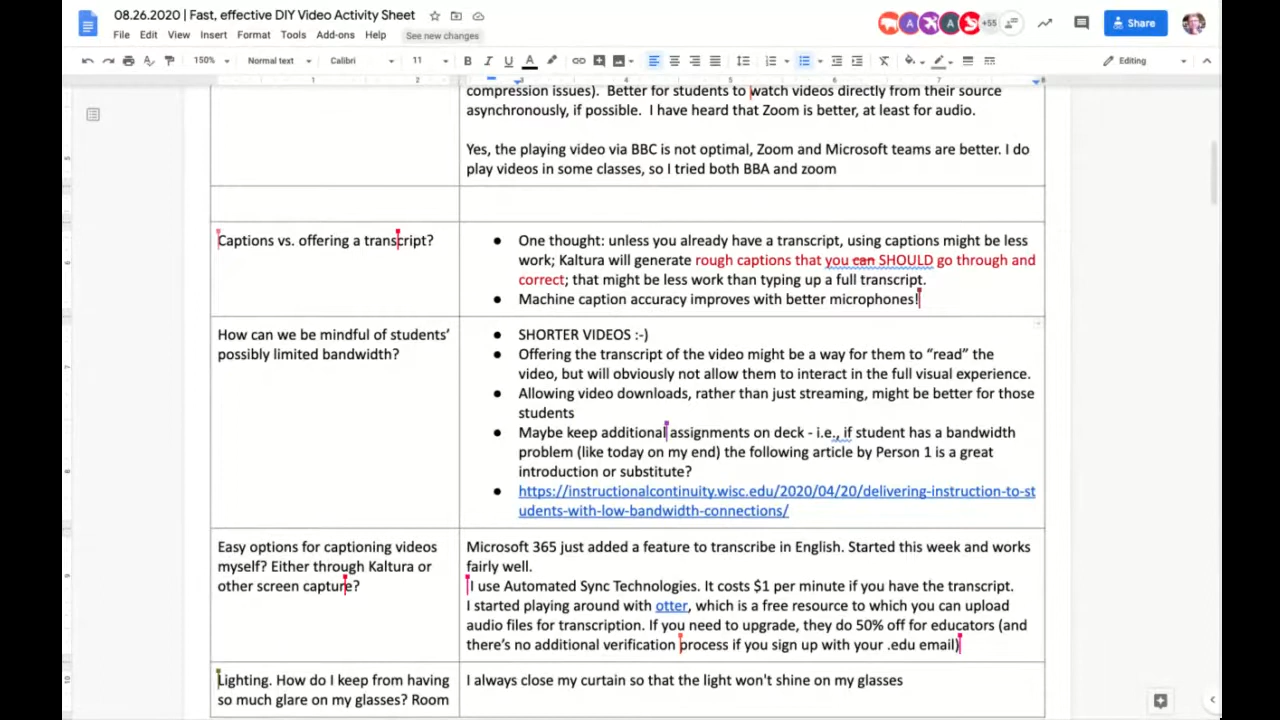 08.26.2020 | Fast, effective DIY Video Activity Sheet
A
A
+55
Share
File Edit View Insert Format Tools Add-ons Help See new changes
150% Normal text Calibri 11 B I U A Editing
1 2 3 4 5 6 7 8
compression issues). Better for students to watch videos directly from their source
asynchronously, if possible. I have heard that Zoom is better, at least for audio.
Yes, the playing video via BBC is not optimal, Zoom and Microsoft teams are better. I do
play videos in some classes, so I tried both BBA and zoom
Captions vs. offering a transcript?
● One thought: unless you already have a transcript, using captions might be less
work; Kaltura will generate rough captions that you can SHOULD go through and
correct; that might be less work than typing up a full transcript.
● Machine caption accuracy improves with better microphones!
How can we be mindful of students’
possibly limited bandwidth?
● SHORTER VIDEOS :-)
● Offering the transcript of the video might be a way for them to “read” the
video, but will obviously not allow them to interact in the full visual experience.
● Allowing video downloads, rather than just streaming, might be better for those
students
● Maybe keep additional assignments on deck - i.e., if student has a bandwidth
problem (like today on my end) the following article by Person 1 is a great
introduction or substitute?
● https://instructionalcontinuity.wisc.edu/2020/04/20/delivering-instruction-to-st
udents-with-low-bandwidth-connections/
Easy options for captioning videos
myself? Either through Kaltura or
other screen capture?
Microsoft 365 just added a feature to transcribe in English. Started this week and works
fairly well.
I use Automated Sync Technologies. It costs $1 per minute if you have the transcript.
I started playing around with otter, which is a free resource to which you can upload
audio files for transcription. If you need to upgrade, they do 50% off for educators (and
there’s no additional verification process if you sign up with your .edu email)
Lighting. How do I keep from having
so much glare on my glasses? Room
I always close my curtain so that the light won't shine on my glasses